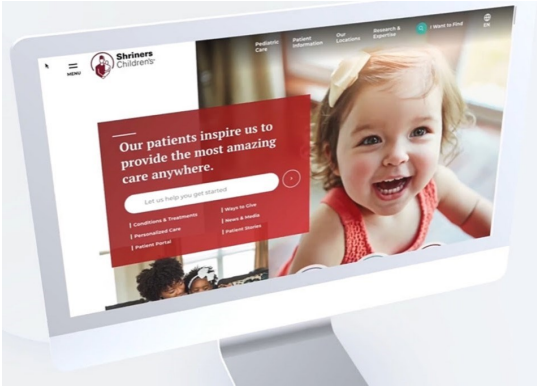 MENU
Shriners
Children's™
Pediatric
Care
Patient
Information
Our
Locations
Research &
Expertise
I Want to Find
EN
Our patients inspire us to
provide the most amazing
care anywhere.
Let us help you get started
Conditions & Treatments
Personalized Care
Patient Portal
Ways to Give
News & Media
Patient Stories